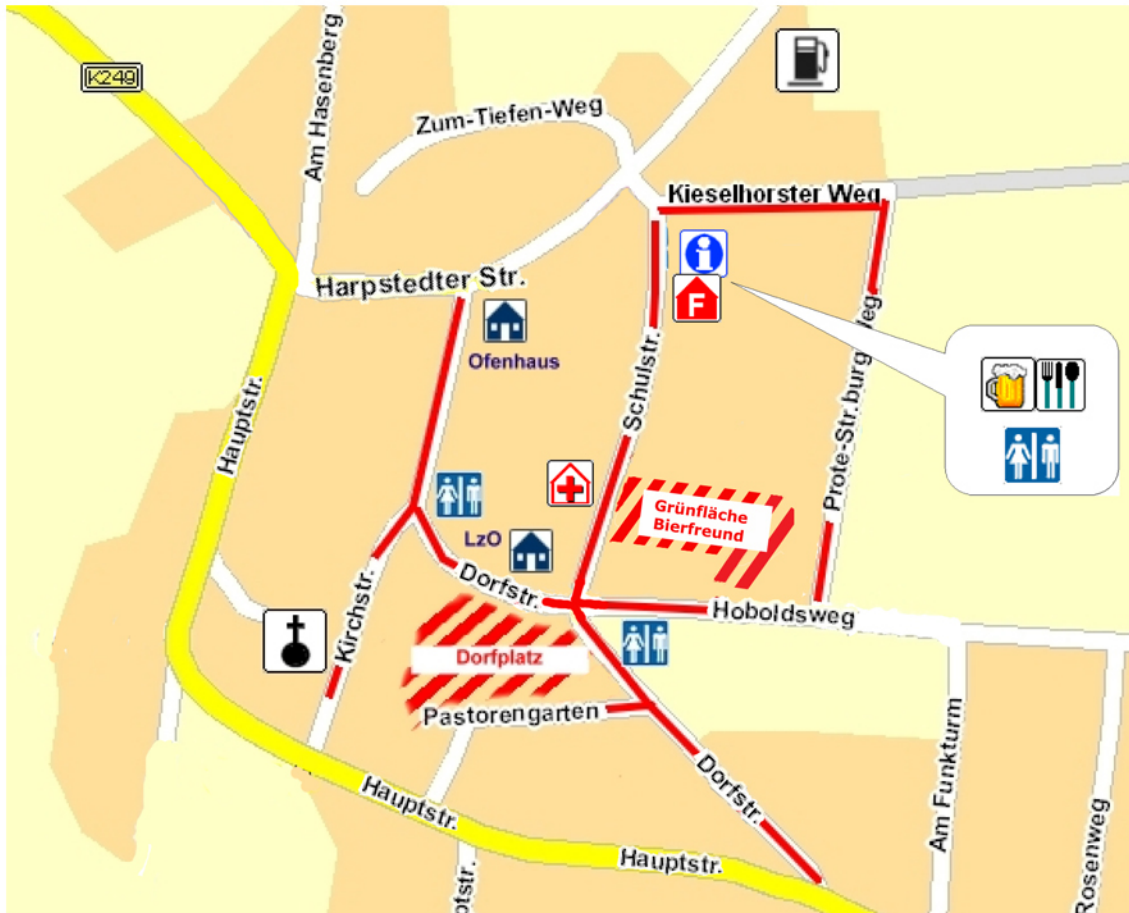 K249
Am Hasenberg
Zum-Tiefen-Weg
Kieselhorster Weg
Harpstedter Str.
i
F
Ofenhaus
Hauptstr.
Schulstr.
Prote-Str.burg
Grünfläche
Bierfreund
LzO
Dorfstr.
Hoboldsweg
Kirchstr.
Dorfplatz
Pastorengarten
Dorfstr.
Am Funkturm
Hauptstr.
Hauptstr.
Rosenweg
ptstr.